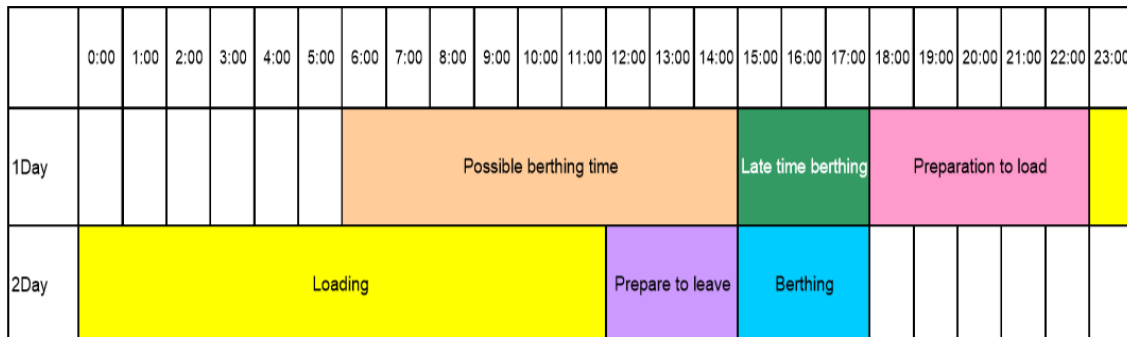 0:00 1:00 2:00 3:00 4:00 5:00 6:00 7:00 8:00 9:00 10:00 11:00 12:00 13:00 14:00 15:00 16:00 17:00 18:00 19:00 20:00 21:00 22:00 23:00
1Day Possible berthing time Late time berthing Preparation to load
2Day Loading Prepare to leave Berthing